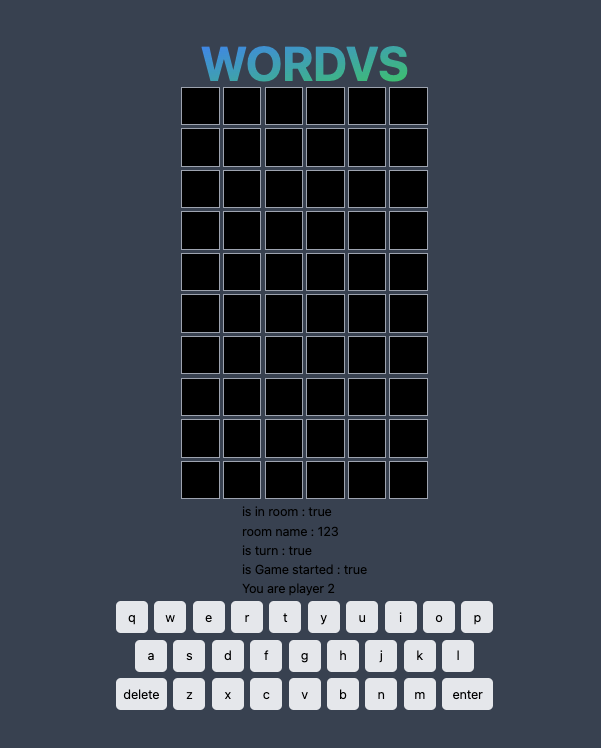 WORDVS
is in room : true
room name : 123
is turn : true
is Game started : true
You are player 2
q w e r t y u i o p
a s d f g h j k l
delete z x c v b n m enter